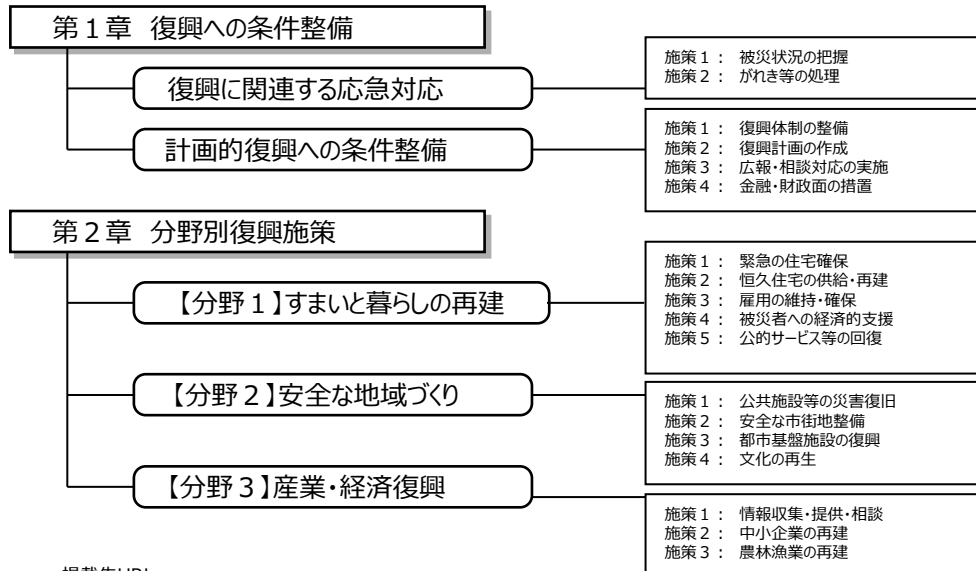 第１章 復興への条件整備
復興に関連する応急対応
施策１： 被災状況の把握
施策２： がれき等の処理
計画的復興への条件整備
施策１： 復興体制の整備
施策２： 復興計画の作成
施策３： 広報・相談対応の実施
施策４： 金融・財政面の措置
第２章 分野別復興施策
【分野１】すまいと暮らしの再建
施策１： 緊急の住宅確保
施策２： 恒久住宅の供給・再建
施策３： 雇用の維持・確保
施策４： 被災者への経済的支援
施策５： 公的サービス等の回復
【分野２】安全な地域づくり
施策１： 公共施設等の災害復旧
施策２： 安全な市街地整備
施策３： 都市基盤施設の復興
施策４： 文化の再生
【分野３】産業・経済復興
施策１： 情報収集・提供・相談
施策２： 中小企業の再建
施策３： 農林漁業の再建